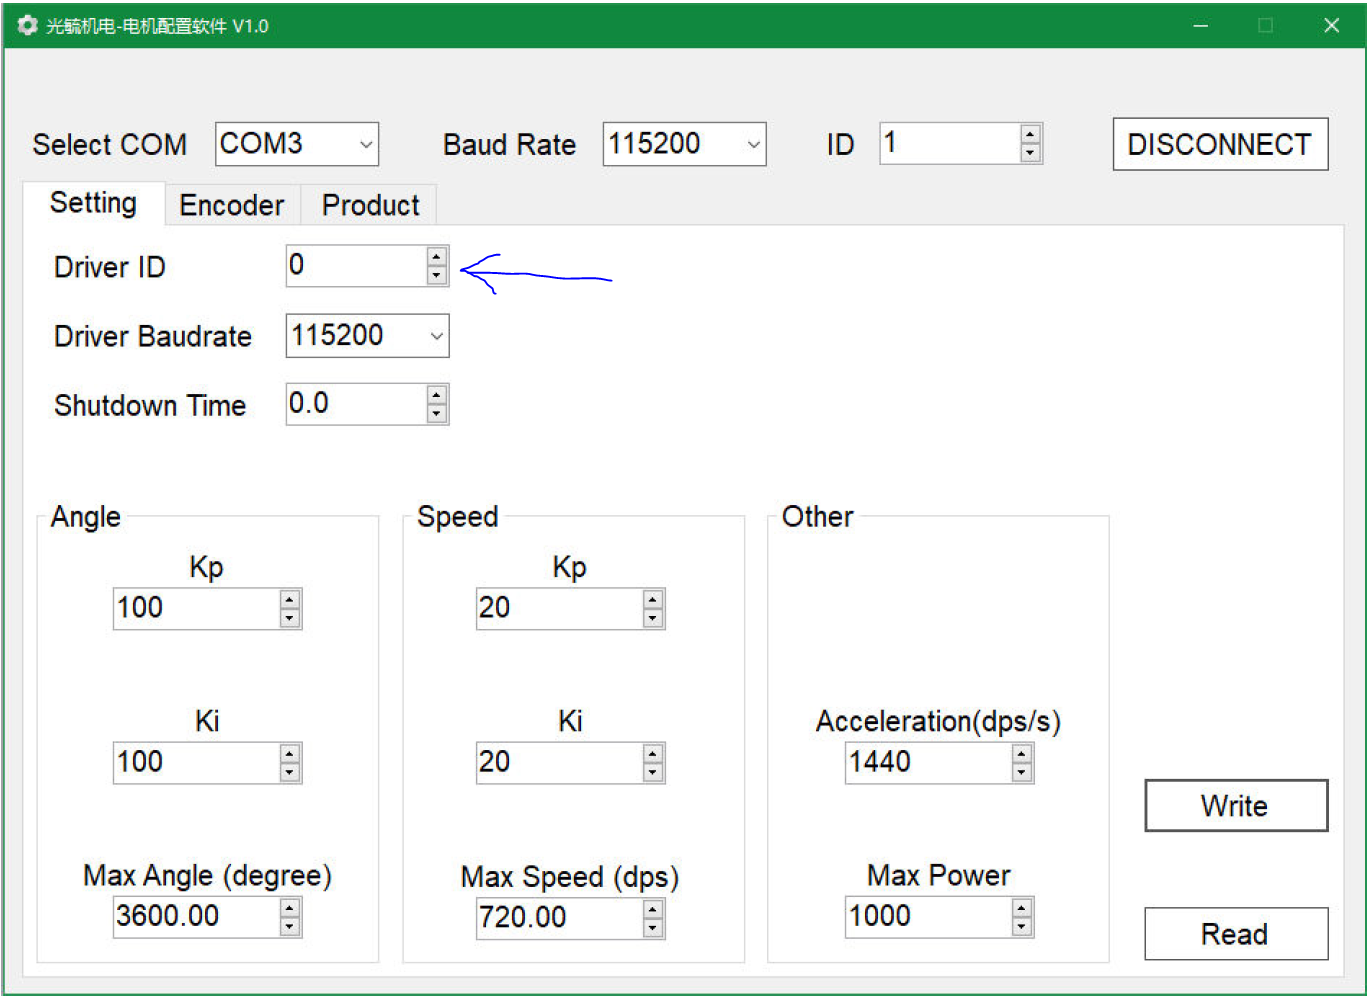 光毓机电-电机配置软件 V1.0
Select COM COM3 Baud Rate 115200 ID 1 DISCONNECT
Setting Encoder Product
Driver ID 0
Driver Baudrate 115200
Shutdown Time 0.0
Angle Speed Other
Kp Kp
100 20
Ki Ki Acceleration(dps/s)
100 20 1440
Write
Max Angle (degree) Max Speed (dps) Max Power
3600.00 720.00 1000
Read